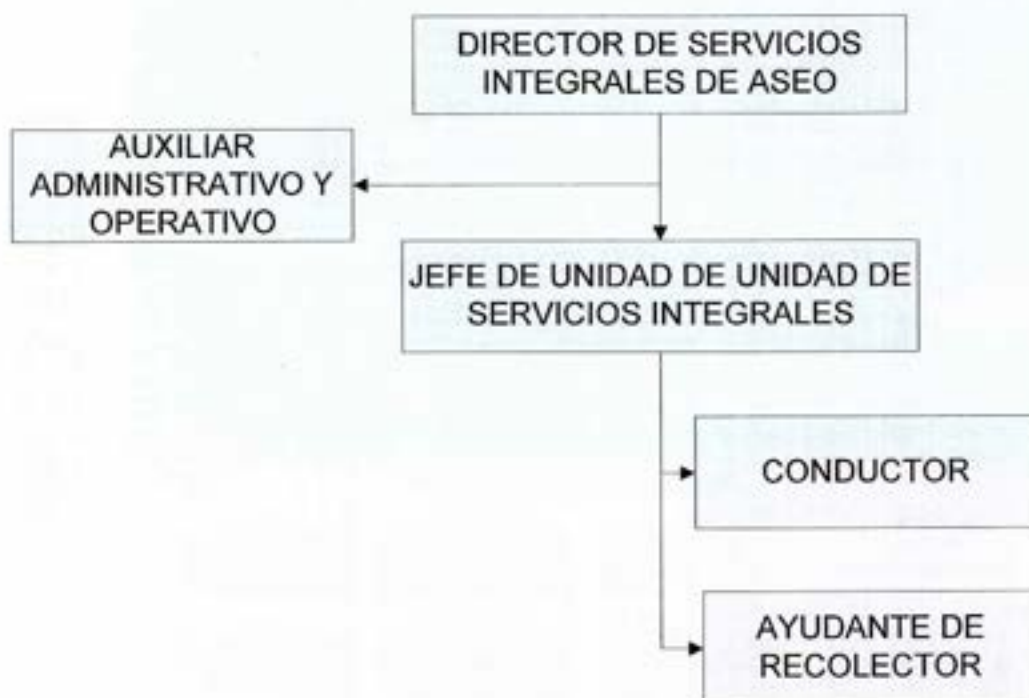 DIRECTOR DE SERVICIOS
INTEGRALES DE ASEO
AUXILIAR
ADMINISTRATIVO Y
OPERATIVO
JEFE DE UNIDAD DE UNIDAD DE
SERVICIOS INTEGRALES
CONDUCTOR
AYUDANTE DE
RECOLECTOR